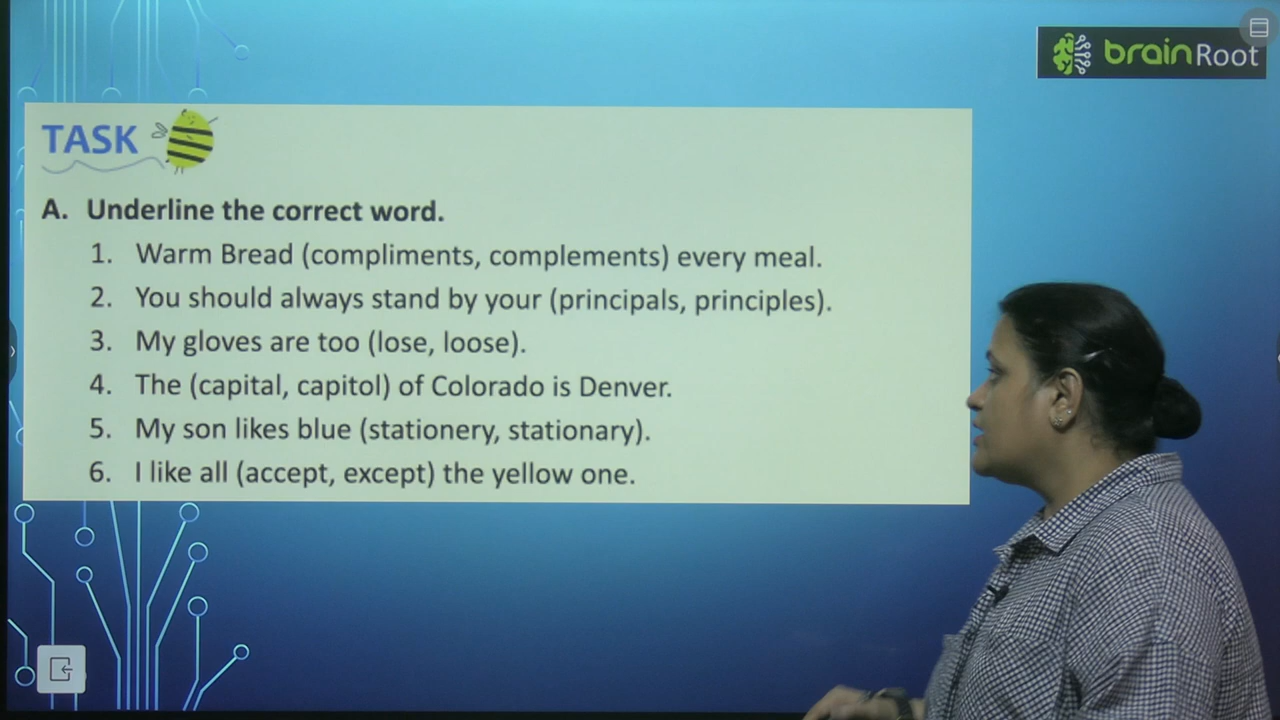 brainRoot
TASK
A. Underline the correct word.
1. Warm Bread (compliments, complements) every meal.
2. You should always stand by your (principals, principles).
3. My gloves are too (lose, loose).
4. The (capital, capitol) of Colorado is Denver.
5. My son likes blue (stationery, stationary).
6. I like all (accept, except) the yellow one.